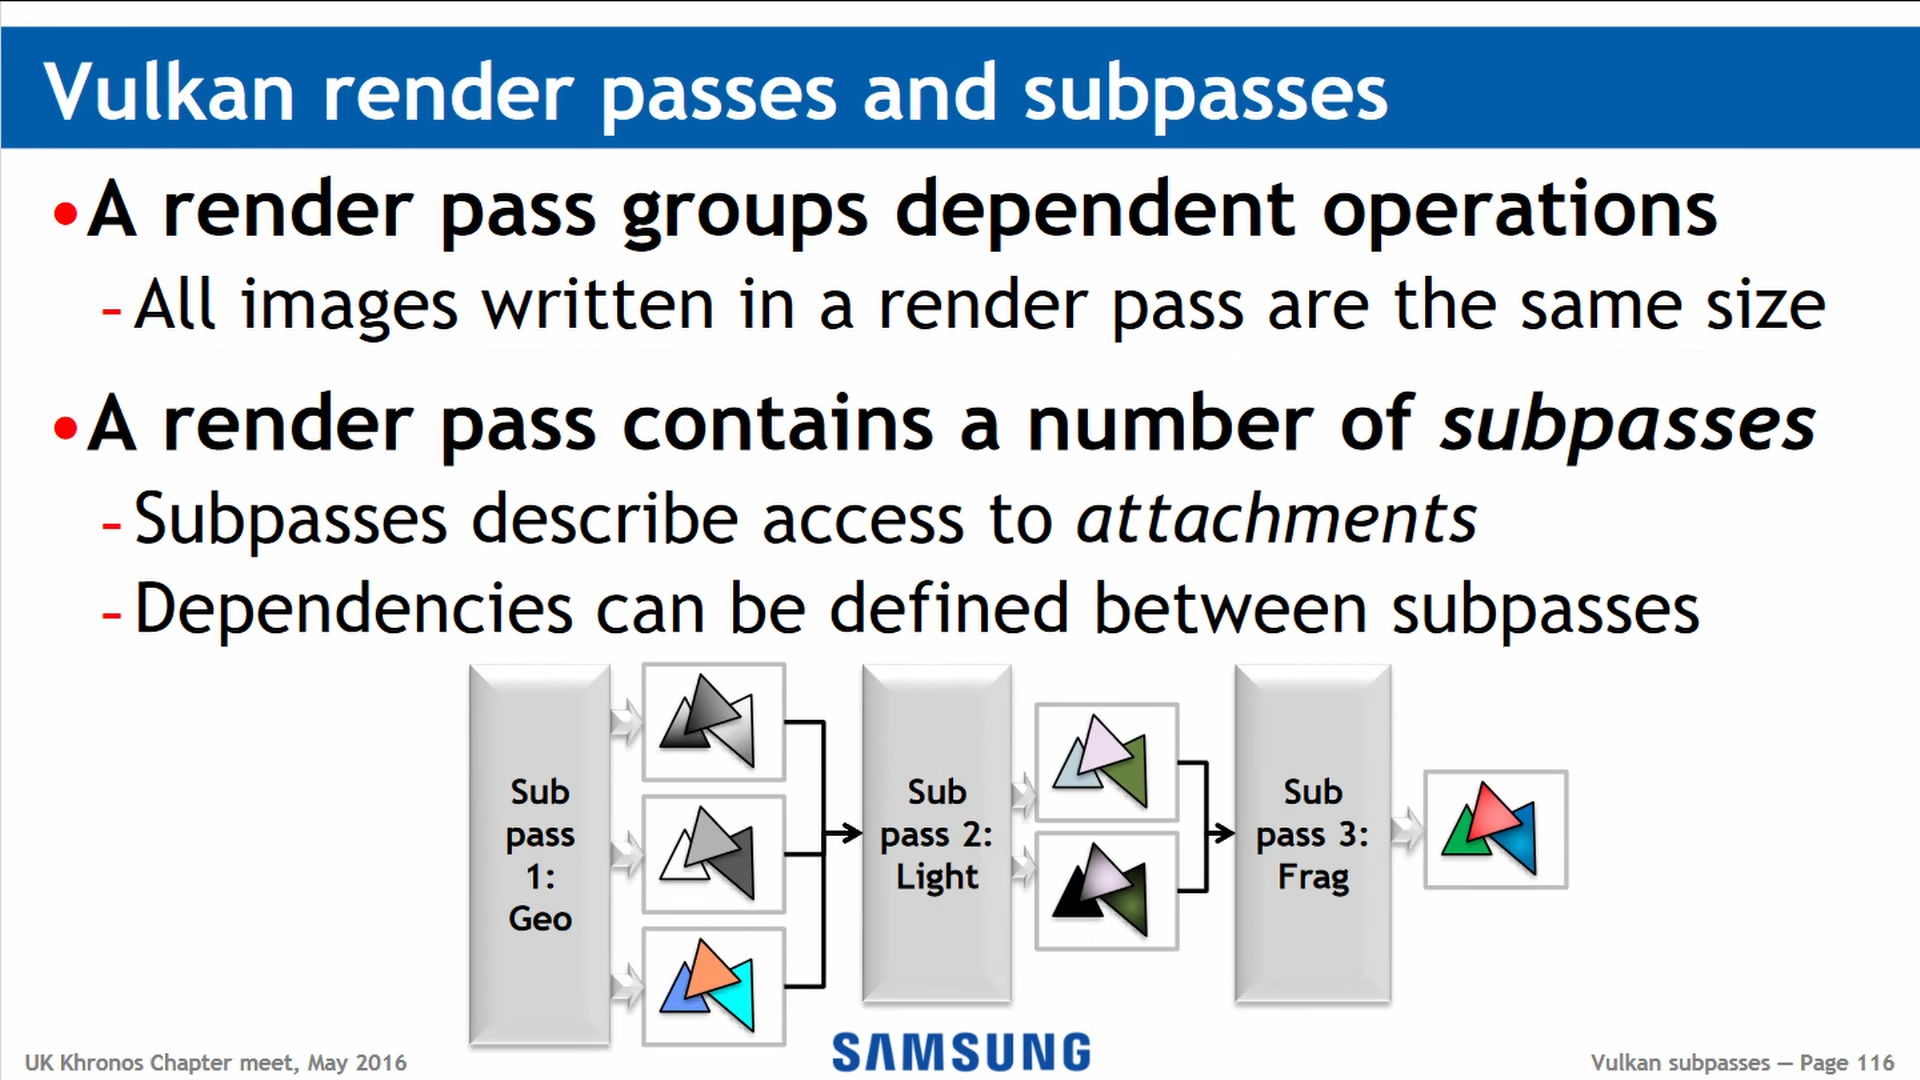 Vulkan render passes and subpasses
•A render pass groups dependent operations
-All images written in a render pass are the same size
•A render pass contains a number of subpasses
-Subpasses describe access to attachments
-Dependencies can be defined between subpasses
Sub
pass
1:
Geo
Sub
pass 2:
Light
Sub
pass 3:
Frag
UK Khronos Chapter meet, May 2016
SAMSUNG
Vulkan subpasses — Page 116